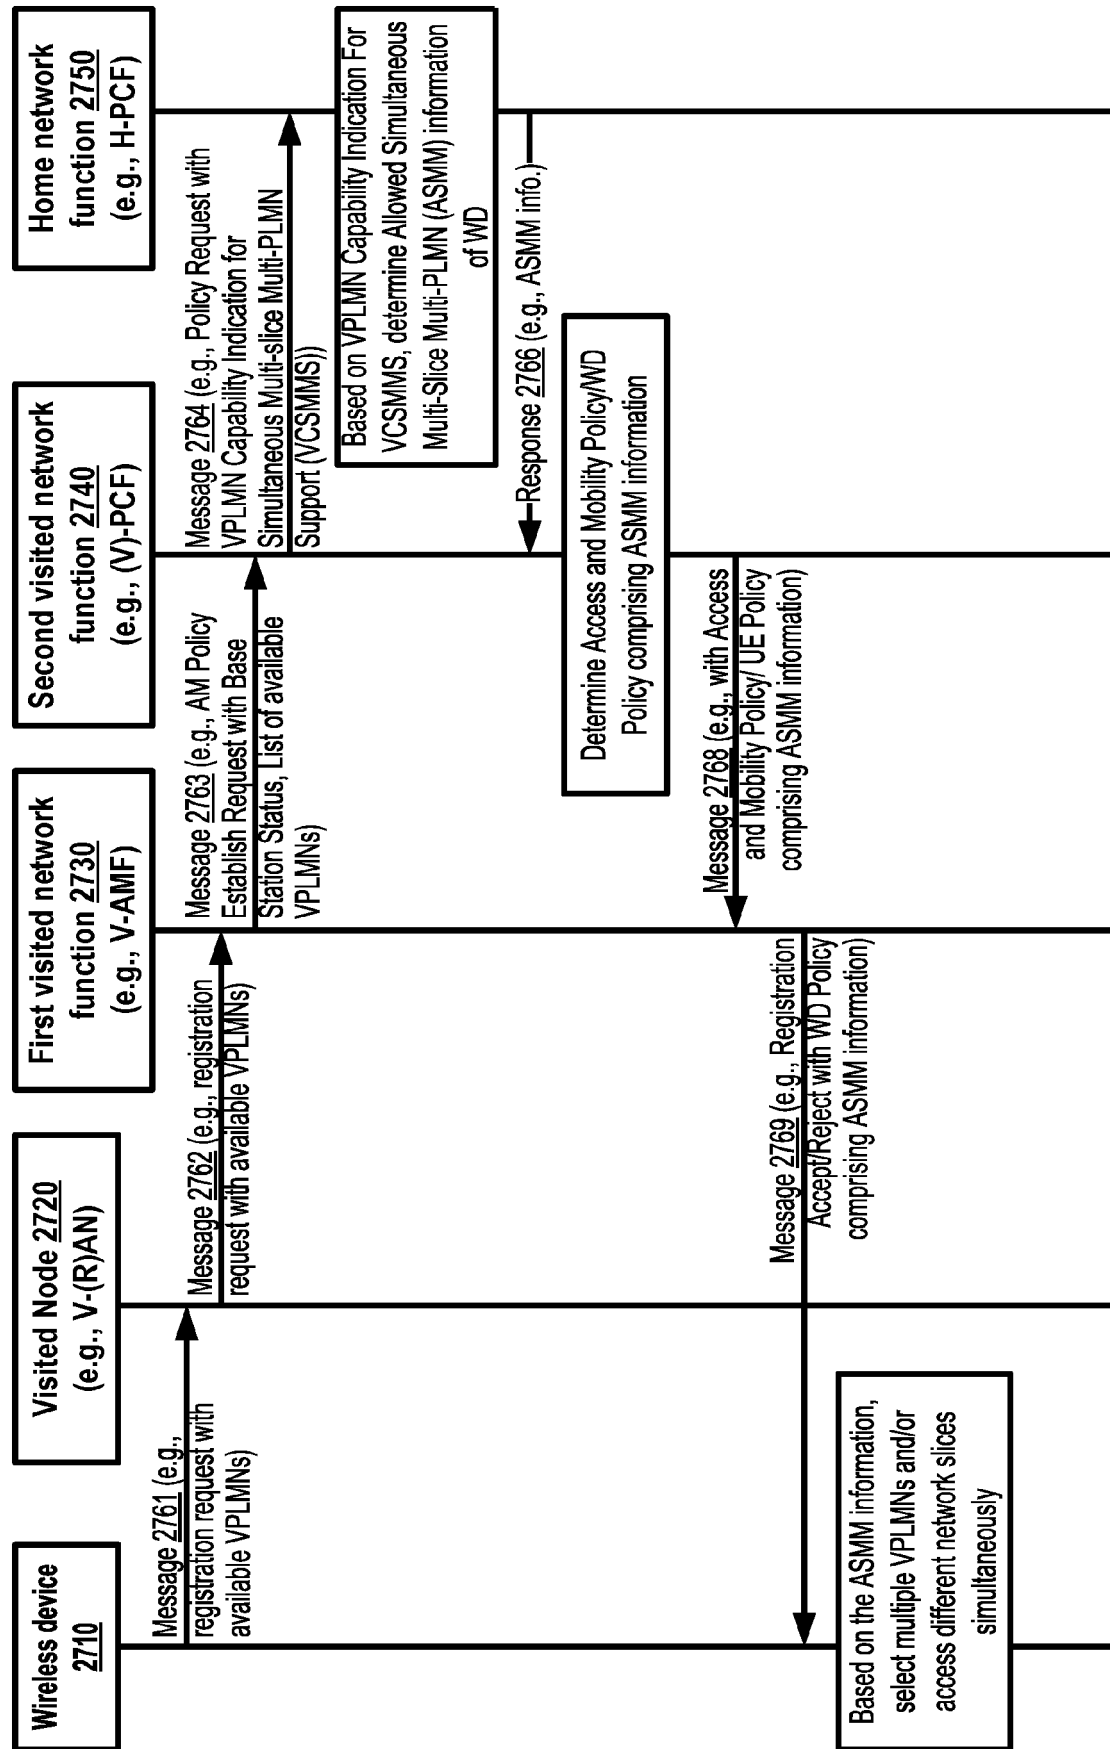 Wireless device
2710
Visited Node 2720
(e.g., V-(R)AN)
First visited network
function 2730
(e.g., V-AMF)
Second visited network
function 2740
(e.g., (V)-PCF)
Home network
function 2750
(e.g., H-PCF)
Message 2761 (e.g.,
registration request with
available VPLMNs)
Message 2762 (e.g., registration
request with available VPLMNs)
Message 2763 (e.g., AM Policy
Establish Request with Base
Station Status, List of available
VPLMNs)
Message 2764 (e.g., Policy Request with
VPLMN Capability Indication for
Simultaneous Multi-slice Multi-PLMN
Support (VCSMMS))
Based on VPLMN Capability Indication For
VCSMMS, determine Allowed Simultaneous
Multi-Slice Multi-PLMN (ASMM) information
of WD
Response 2766 (e.g., ASMM info.)
Determine Access and Mobility Policy/WD
Policy comprising ASMM information
Message 2768 (e.g., with Access
and Mobility Policy/ UE Policy
comprising ASMM information)
Message 2769 (e.g., Registration
Accept/Reject with WD Policy
comprising ASMM information)
Based on the ASMM information,
select multiple VPLMNs and/or
access different network slices
simultaneously